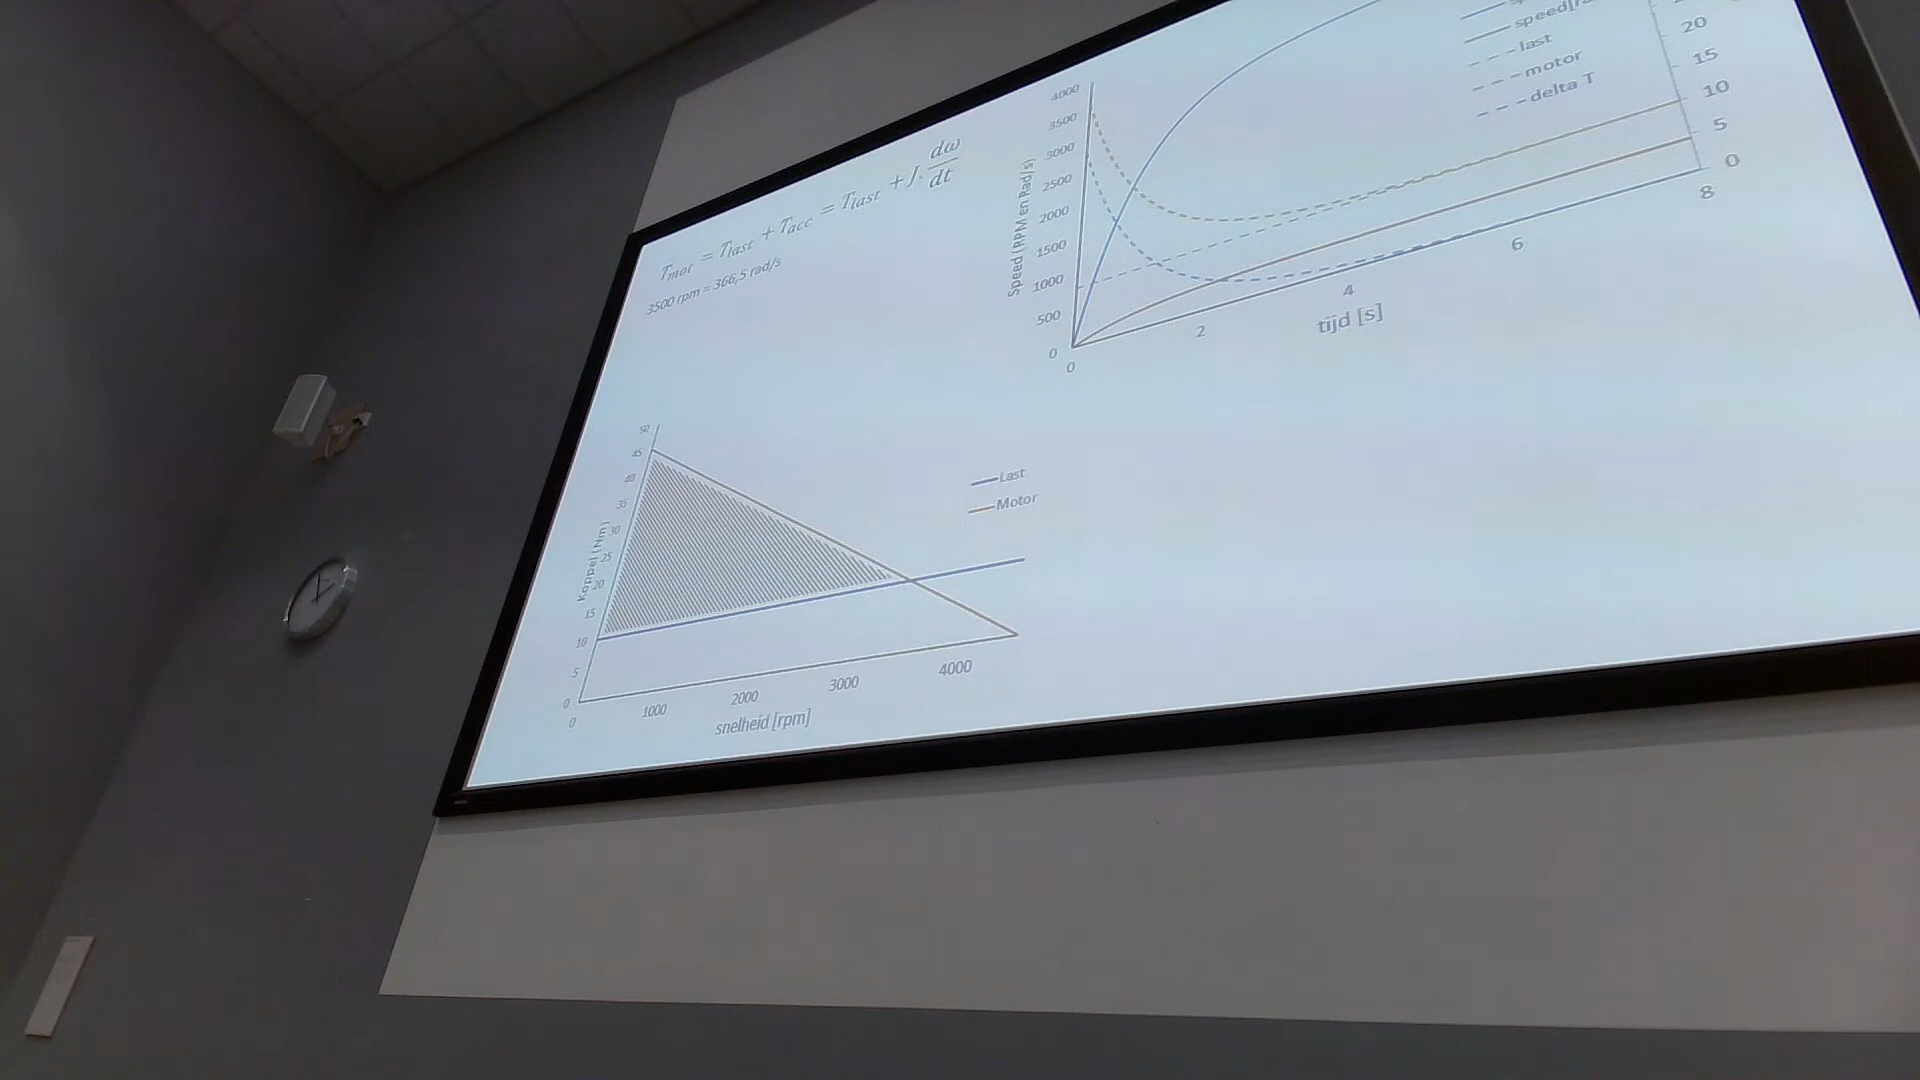 T_mot = T_last + T_acc = T_last + J. dω/dt
3500 rpm = 366,5 rad/s
speed[ra
last
motor
delta T
4000
3500
3000
2500
2000
1500
1000
500
0
Speed (RPM en Rad/s)
0
2
4
6
8
tijd [s]
20
15
10
5
0
50
45
40
35
30
25
20
15
10
5
0
Koppel (Nm)
0
1000
2000
3000
4000
snelheid [rpm]
Last
Motor